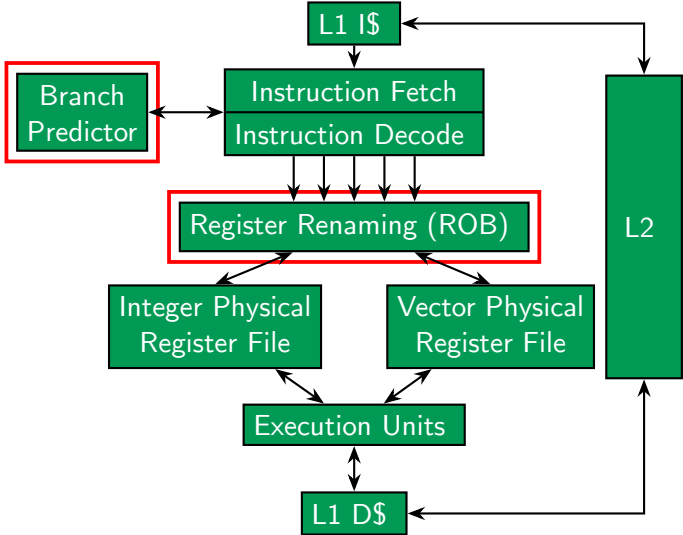 L1 I$
Branch
Predictor
Instruction Fetch
Instruction Decode
Register Renaming (ROB)
L2
Integer Physical
Register File
Vector Physical
Register File
Execution Units
L1 D$